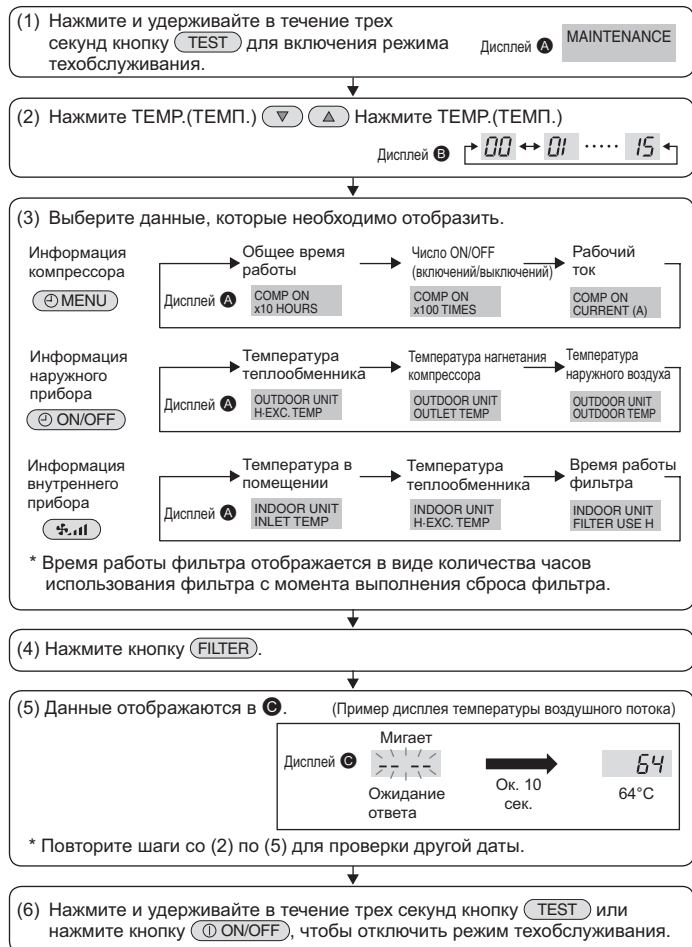 (1) Нажмите и удерживайте в течение трех
секунд кнопку TEST для включения режима
техобслуживания.
Дисплей A MAINTENANCE
(2) Нажмите TEMP.(ТЕМП.) ▽ △ Нажмите TEMP.(ТЕМП.)
Дисплей B 00 ↔ 01 ····· 15
(3) Выберите данные, которые необходимо отобразить.
Информация
компрессора
MENU
Общее время
работы
Число ON/OFF
(включений/выключений)
Рабочий
ток
Дисплей A
COMP ON
x10 HOURS
COMP ON
x100 TIMES
COMP ON
CURRENT (A)
Информация
наружного
прибора
ON/OFF
Температура
теплообменника
Температура нагнетания
компрессора
Температура
наружного воздуха
Дисплей A
OUTDOOR UNIT
H·EXC. TEMP
OUTDOOR UNIT
OUTLET TEMP
OUTDOOR UNIT
OUTDOOR TEMP
Информация
внутреннего
прибора
Температура в
помещении
Температура
теплообменника
Время работы
фильтра
Дисплей A
INDOOR UNIT
INLET TEMP
INDOOR UNIT
H·EXC. TEMP
INDOOR UNIT
FILTER USE H
* Время работы фильтра отображается в виде количества часов
использования фильтра с момента выполнения сброса фильтра.
(4) Нажмите кнопку FILTER.
(5) Данные отображаются в C.
(Пример дисплея температуры воздушного потока)
Мигает
Дисплей C -- --
Ожидание
ответа
Ок. 10
сек.
64
64°C
* Повторите шаги со (2) по (5) для проверки другой даты.
(6) Нажмите и удерживайте в течение трех секунд кнопку TEST или
нажмите кнопку ON/OFF, чтобы отключить режим техобслуживания.